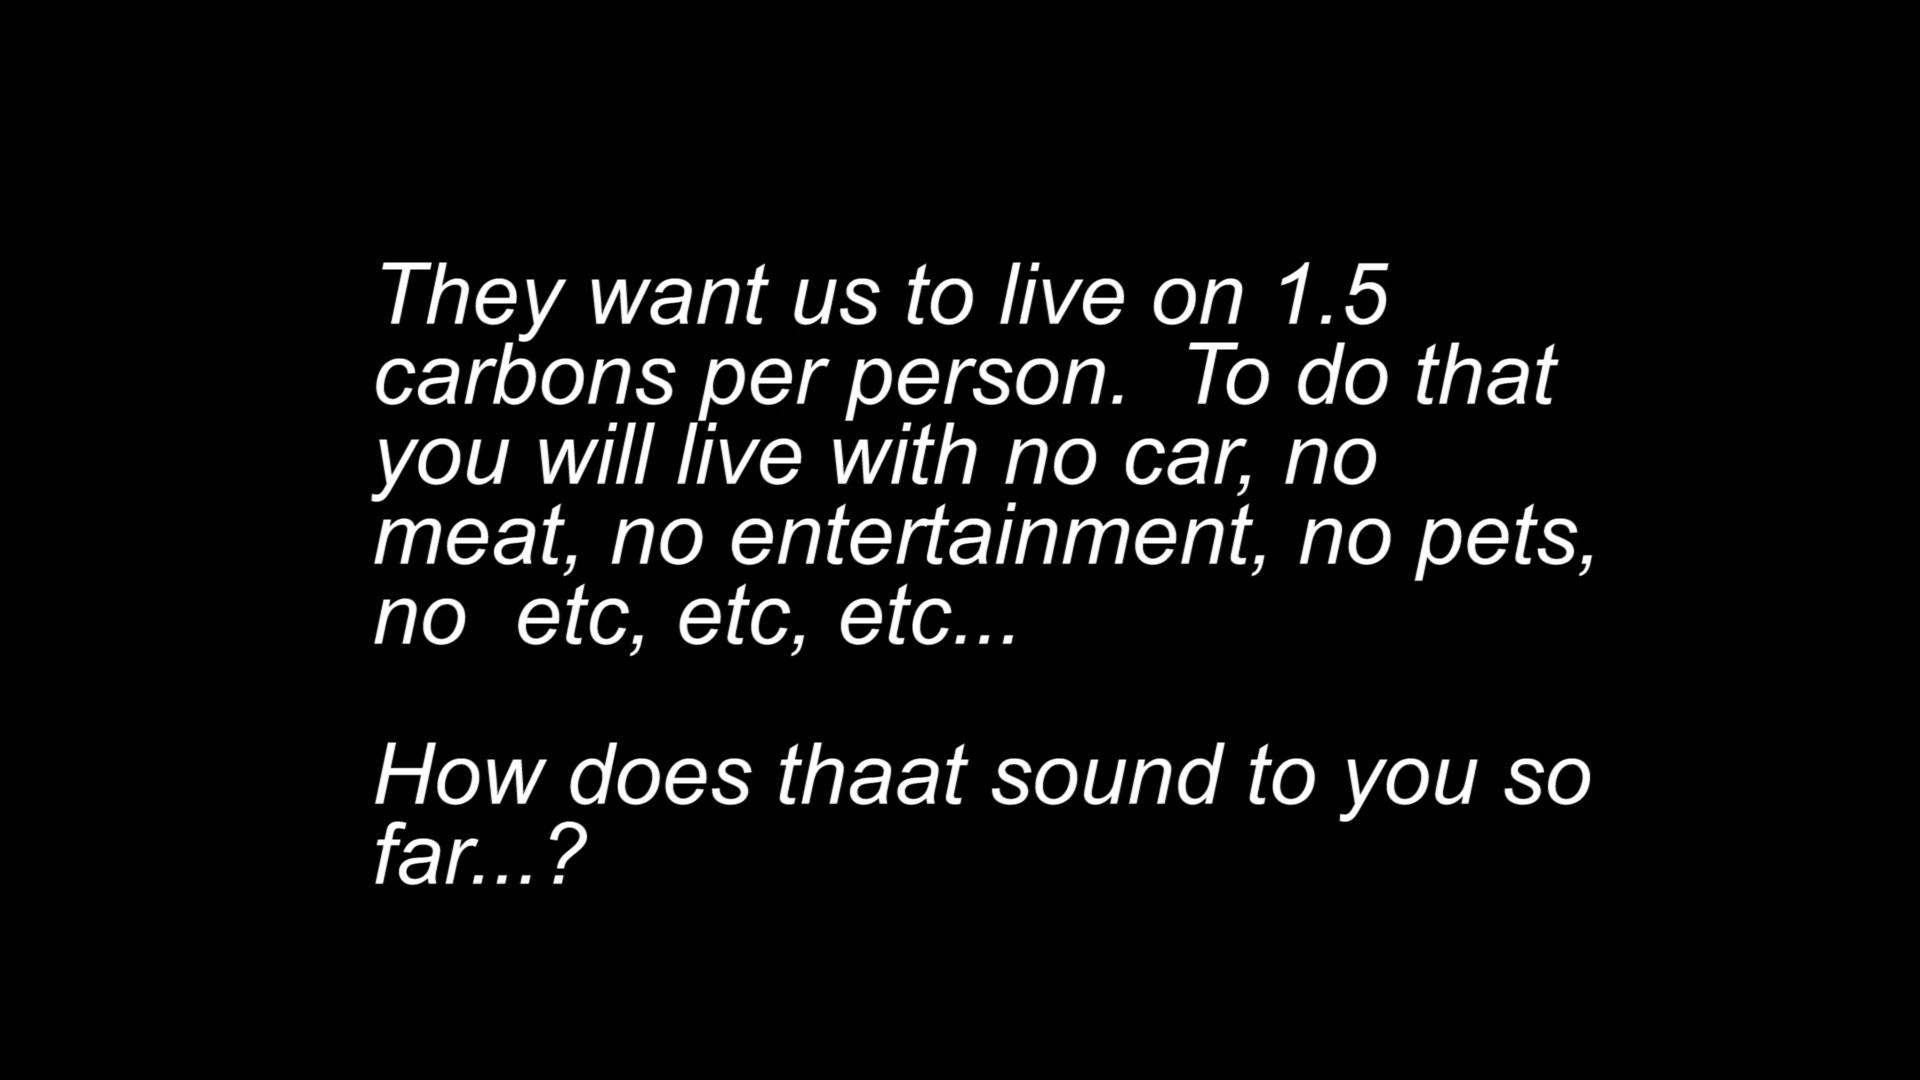 They want us to live on 1.5
carbons per person.  To do that
you will live with no car, no
meat, no entertainment, no pets,
no  etc, etc, etc...
How does thaat sound to you so
far...?